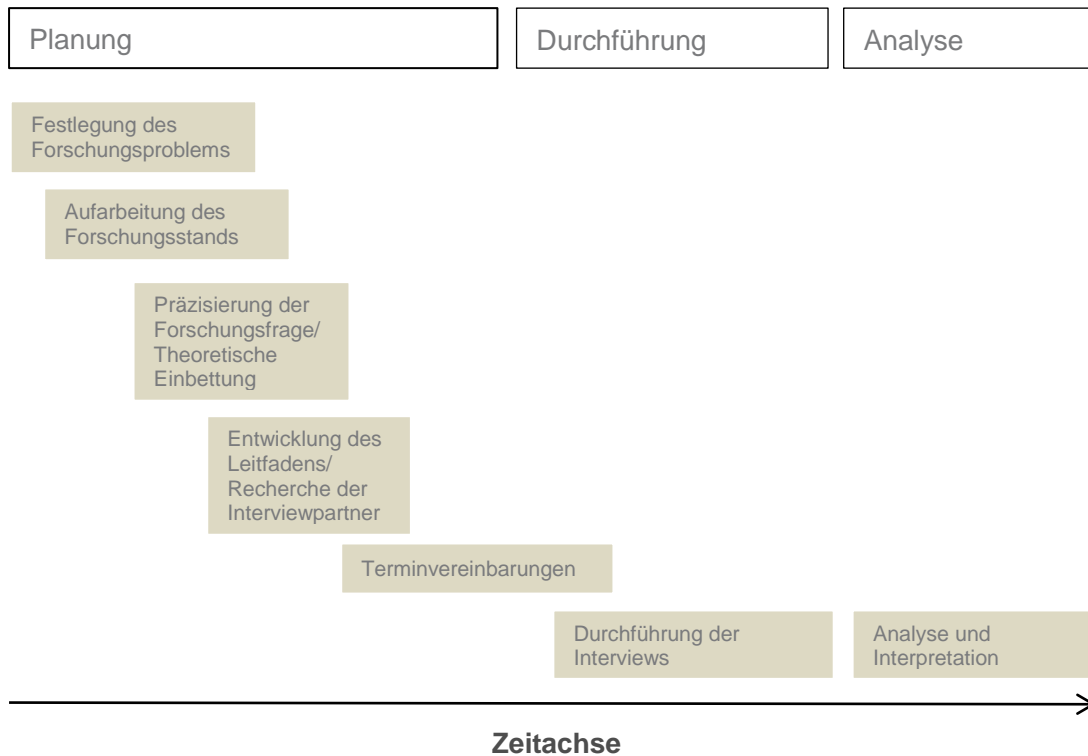 Planung
Durchführung
Analyse
Festlegung des
Forschungsproblems
Aufarbeitung des
Forschungsstands
Präzisierung der
Forschungsfrage/
Theoretische
Einbettung
Entwicklung des
Leitfadens/
Recherche der
Interviewpartner
Terminvereinbarungen
Durchführung der
Interviews
Analyse und
Interpretation
Zeitachse